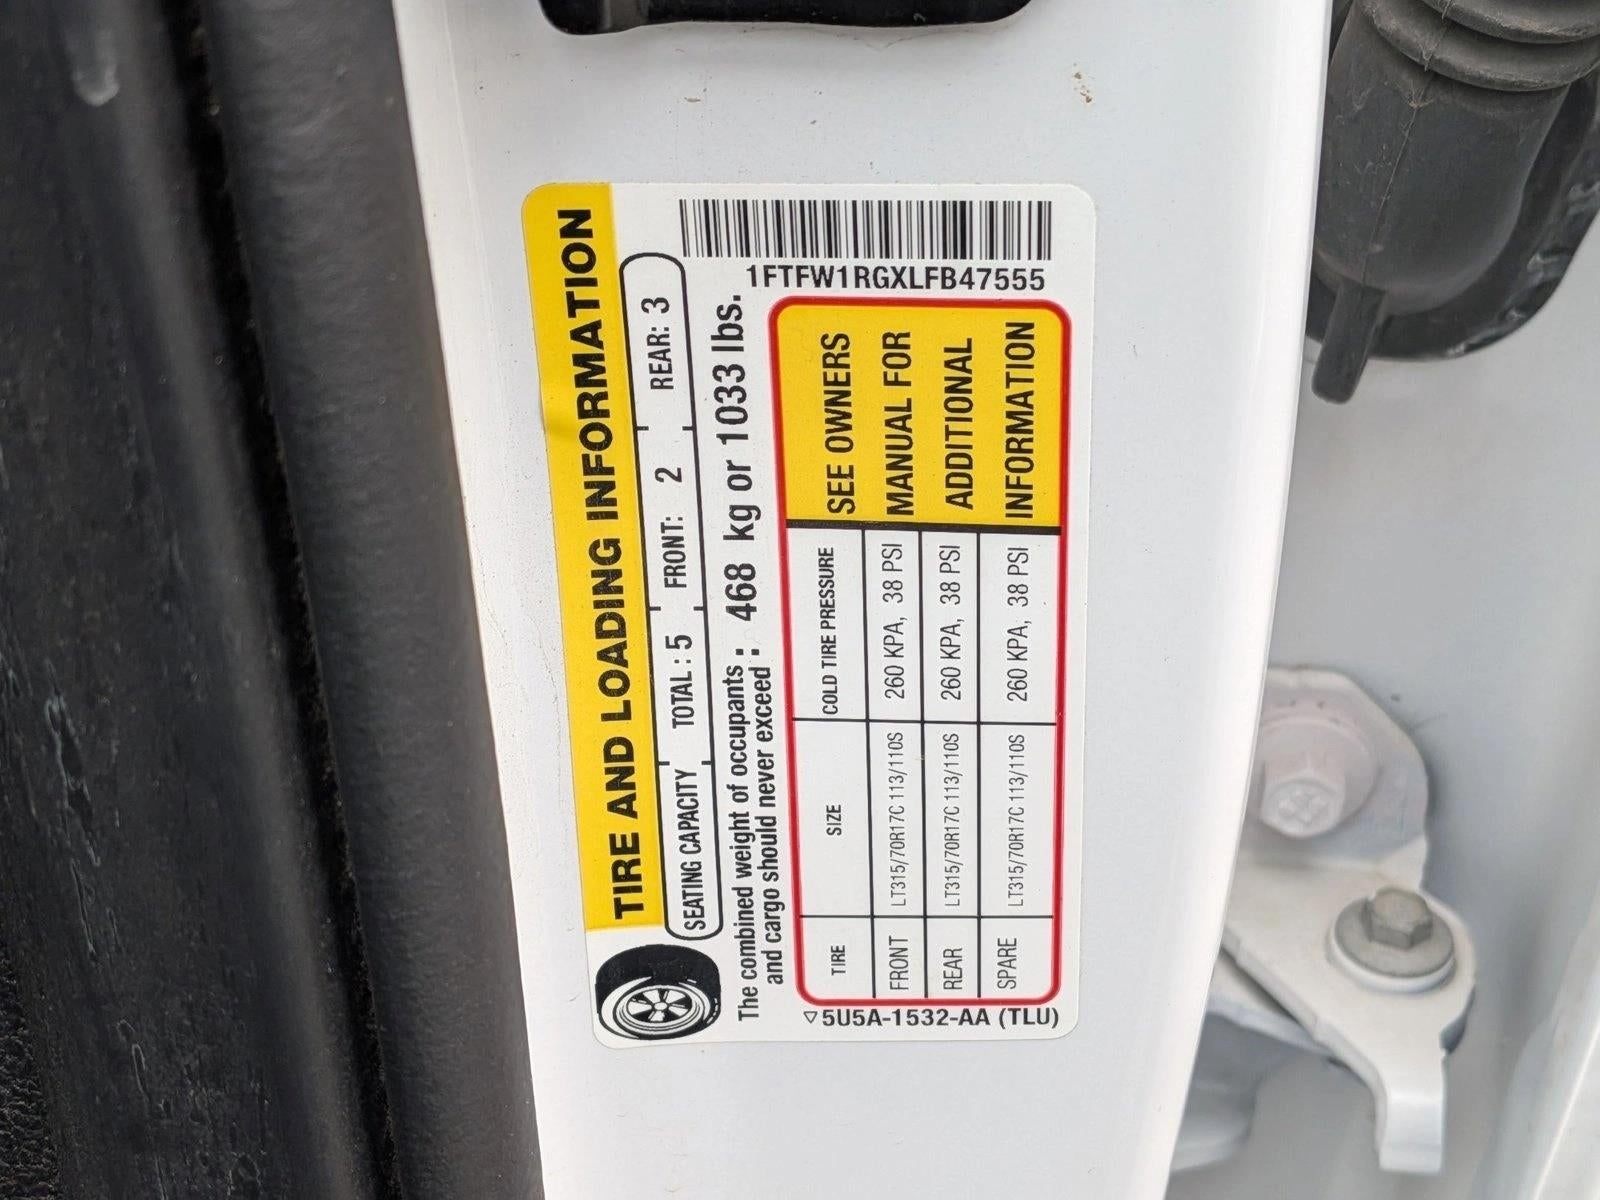 TIRE AND LOADING INFORMATION
SEATING CAPACITY TOTAL : 5 FRONT: 2 REAR: 3
The combined weight of occupants : 468 kg or 1033 lbs.
and cargo should never exceed :
TIRE SIZE COLD TIRE PRESSURE
FRONT LT315/70R17C 113/110S 260 KPA, 38 PSI
REAR LT315/70R17C 113/110S 260 KPA, 38 PSI
SPARE LT315/70R17C 113/110S 260 KPA, 38 PSI
SEE OWNERS
MANUAL FOR
ADDITIONAL
INFORMATION
1FTFW1RGXLFB47555
5U5A-1532-AA (TLU)